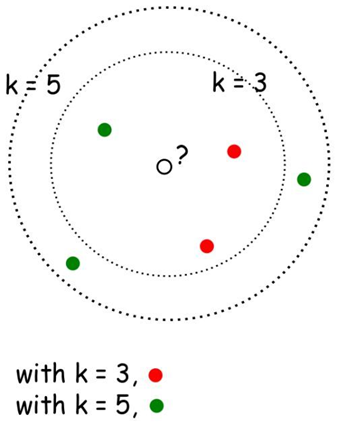 k = 5
k = 3
?
with k = 3,
with k = 5,